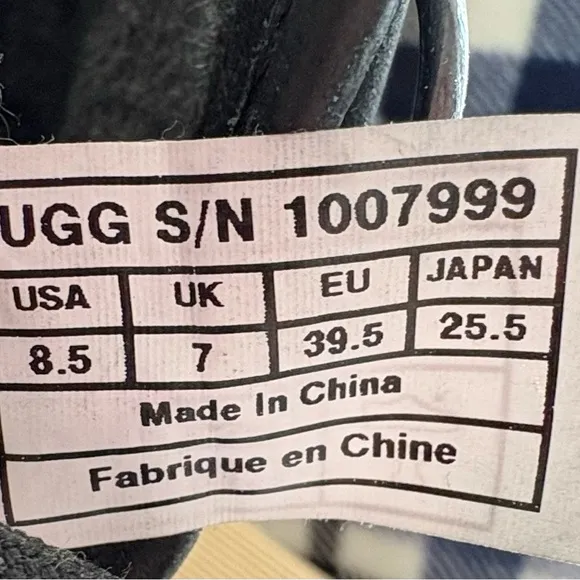 UGG S/N 1007999
USA UK EU JAPAN
8.5 7 39.5 25.5
Made In China
Fabrique en Chine